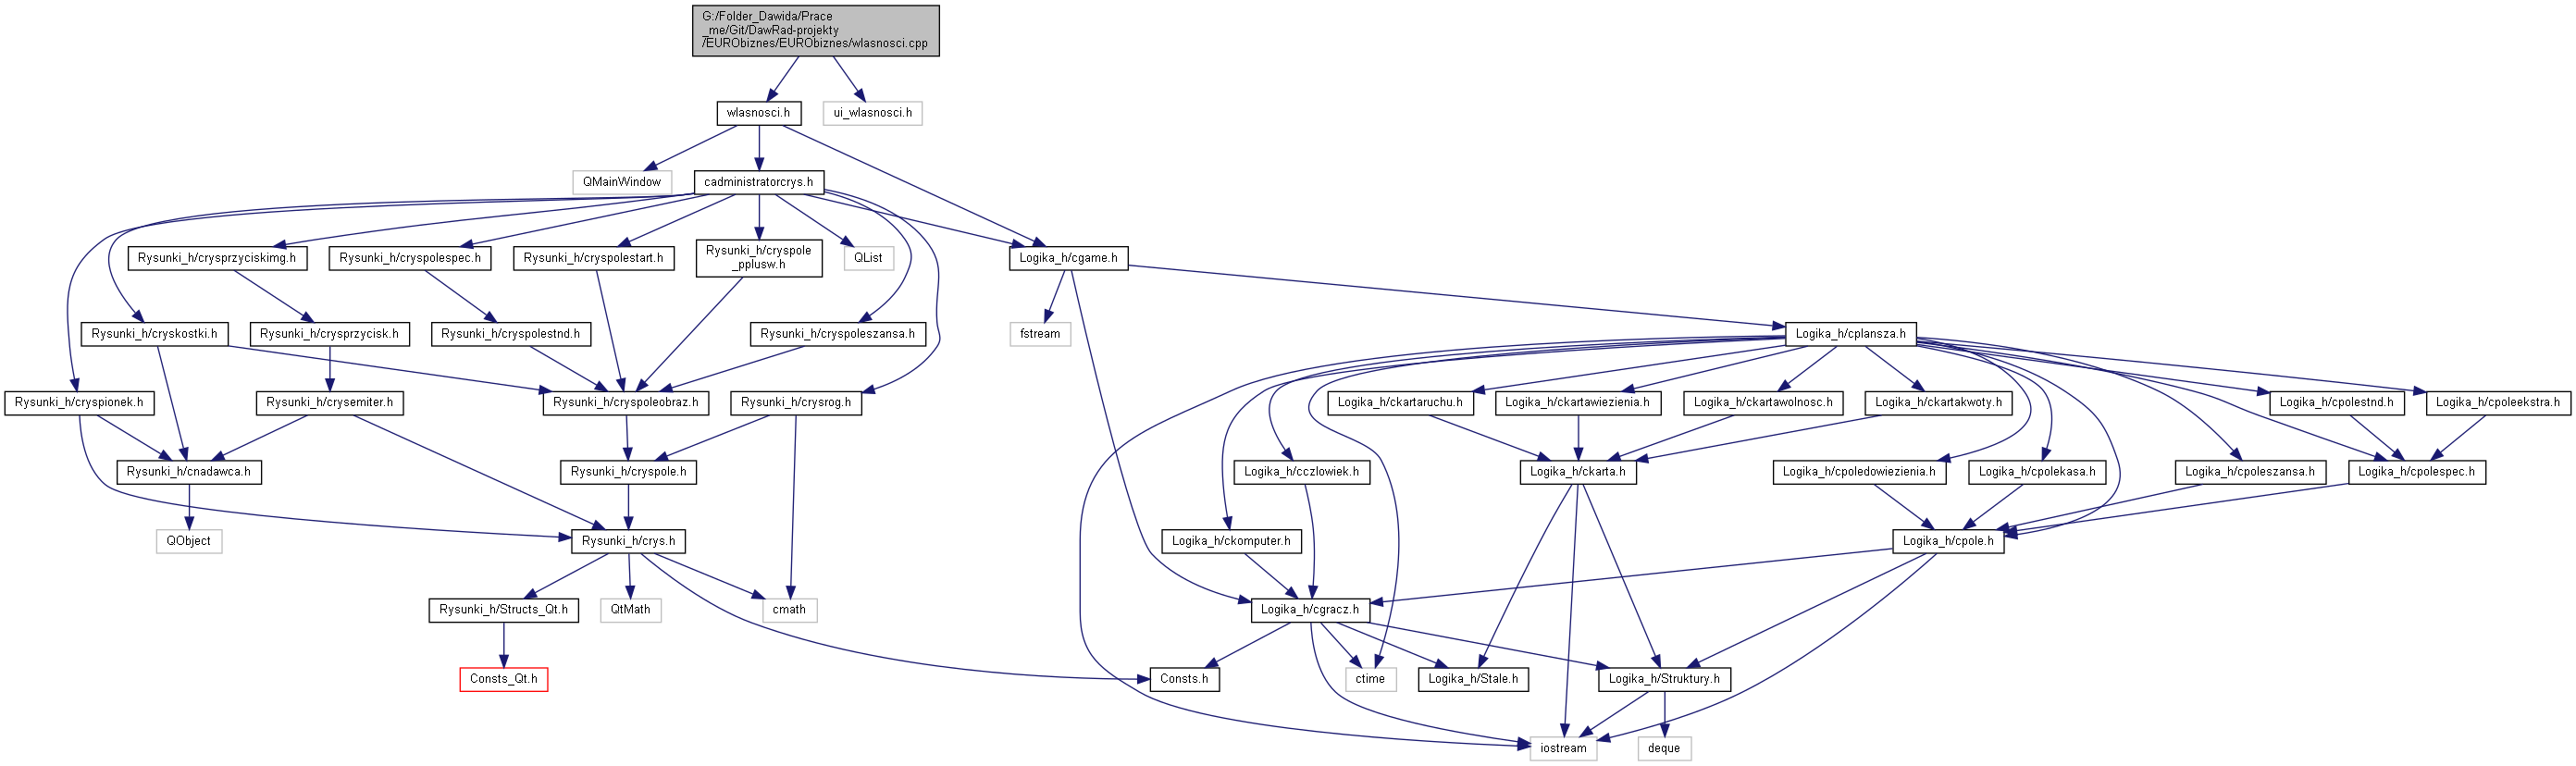 G:/Folder_Dawida/Prace
_me/Git/DawRad-projekty
/EURObiznes/EURObiznes/wlasnosci.cpp
wlasnosci.h
ui_wlasnosci.h
QMainWindow
cadministratorcrys.h
Rysunki_h/crysprzyciskimg.h
Rysunki_h/cryspolespec.h
Rysunki_h/cryspolestart.h
Rysunki_h/cryspole
_pplusw.h
QList
Logika_h/cgame.h
Rysunki_h/cryskostki.h
Rysunki_h/crysprzycisk.h
Rysunki_h/cryspolestnd.h
Rysunki_h/cryspoleszansa.h
fstream
Logika_h/cplansza.h
Rysunki_h/cryspionek.h
Rysunki_h/crysemiter.h
Rysunki_h/cryspoleobraz.h
Rysunki_h/crysrog.h
Logika_h/ckartaruchu.h
Logika_h/ckartawiezienia.h
Logika_h/ckartawolnosc.h
Logika_h/ckartakwoty.h
Logika_h/cpolestnd.h
Logika_h/cpoleekstra.h
Rysunki_h/cnadawca.h
Rysunki_h/cryspole.h
Logika_h/cczlowiek.h
Logika_h/ckarta.h
Logika_h/cpoledowiezienia.h
Logika_h/cpolekasa.h
Logika_h/cpoleszansa.h
Logika_h/cpolespec.h
QObject
Rysunki_h/crys.h
Logika_h/ckomputer.h
Logika_h/cpole.h
Rysunki_h/Structs_Qt.h
QtMath
cmath
Logika_h/cgracz.h
Consts_Qt.h
Consts.h
ctime
Logika_h/Stale.h
Logika_h/Struktury.h
iostream
deque